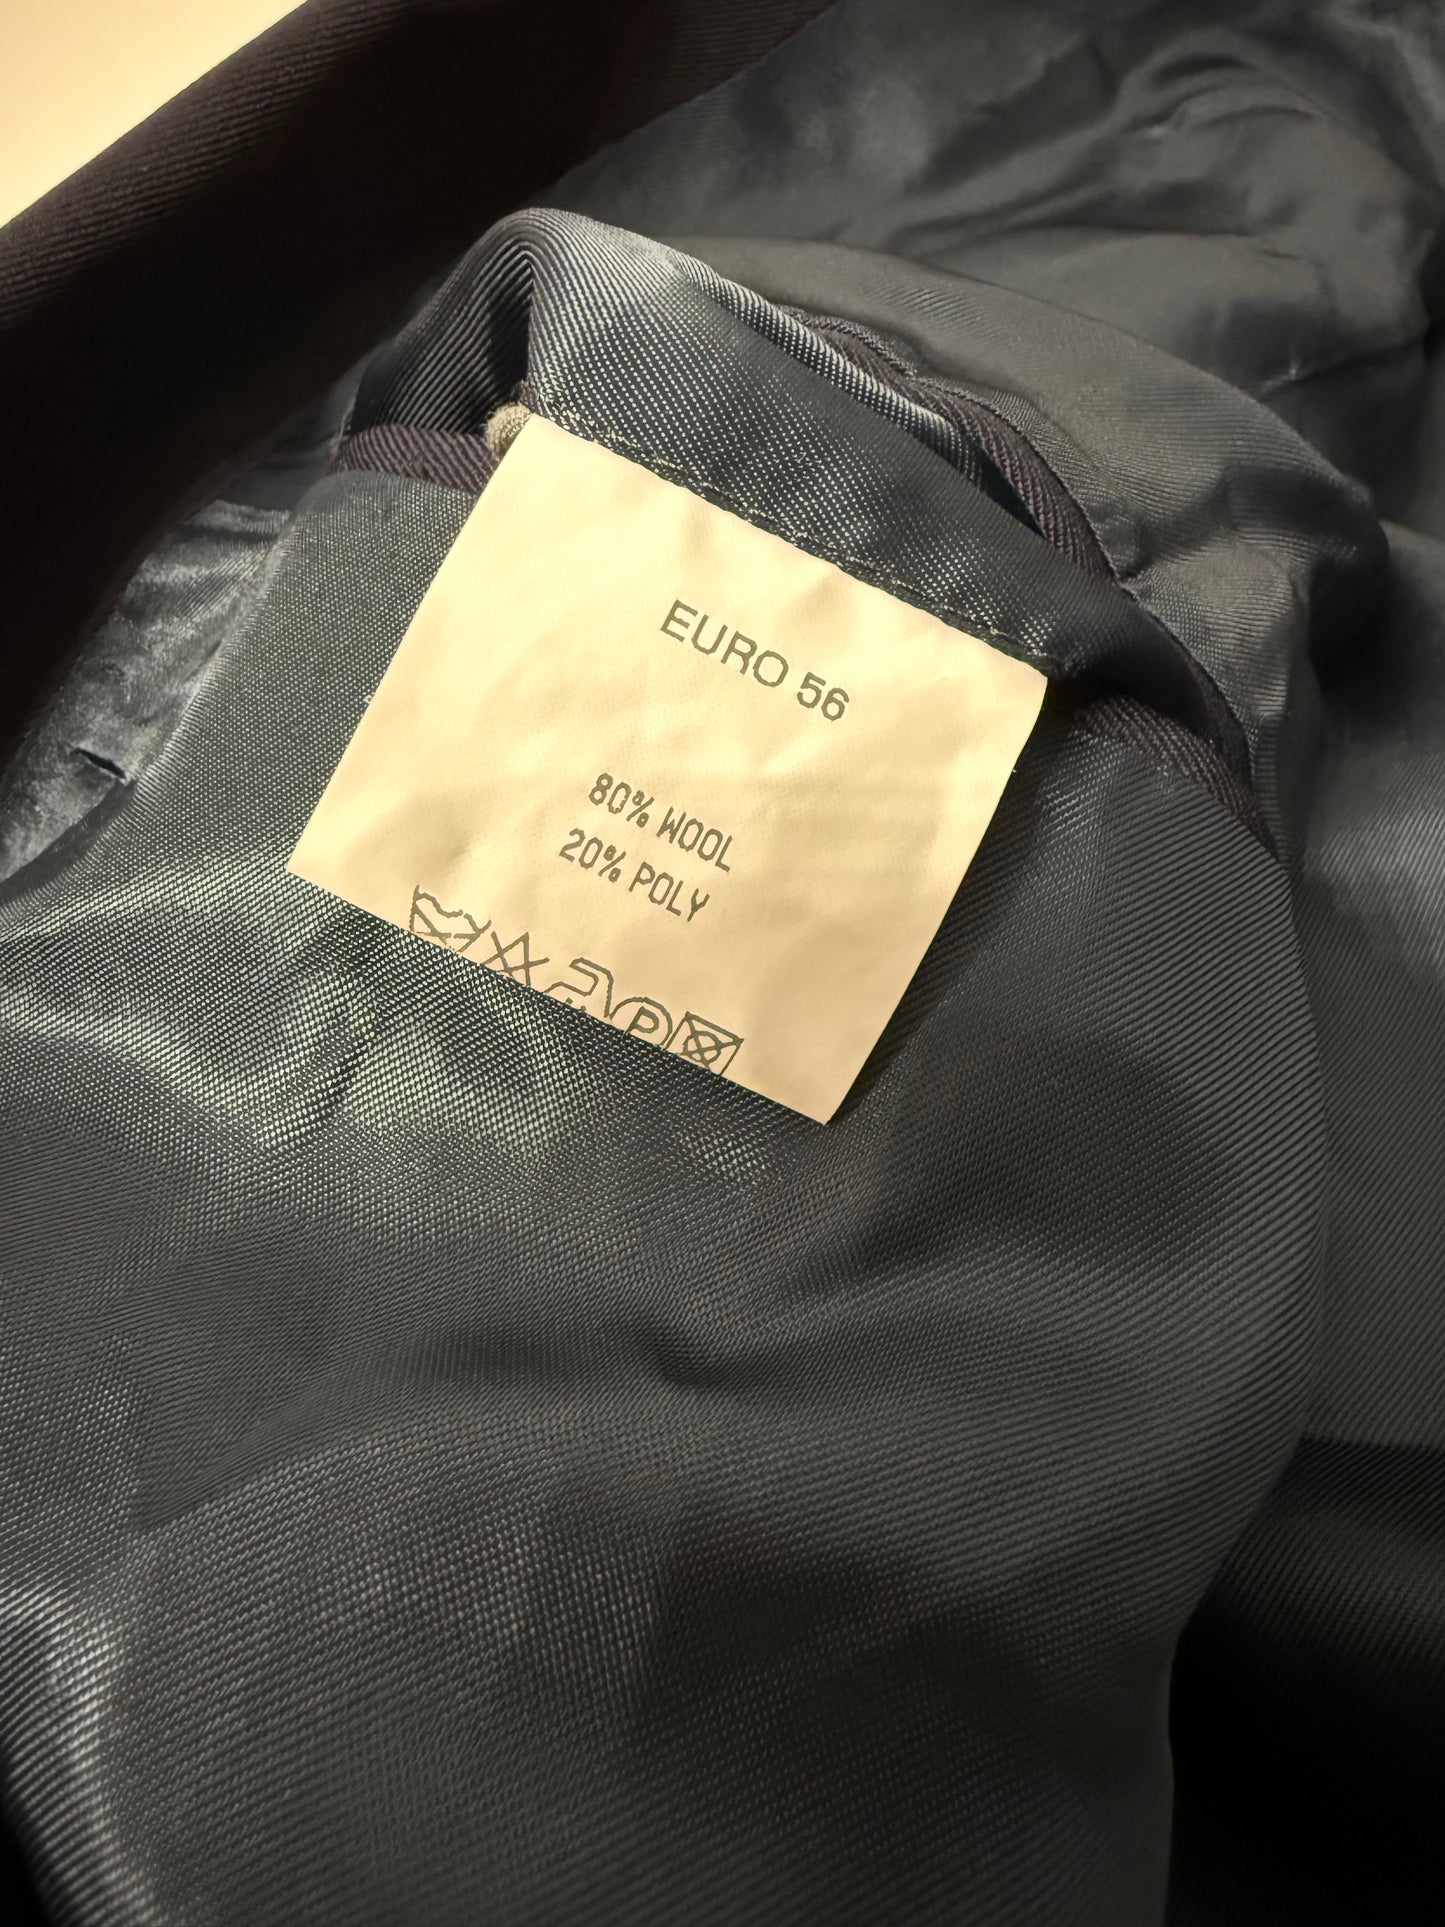 EURO 56
80% WOOL
20% POLY
P